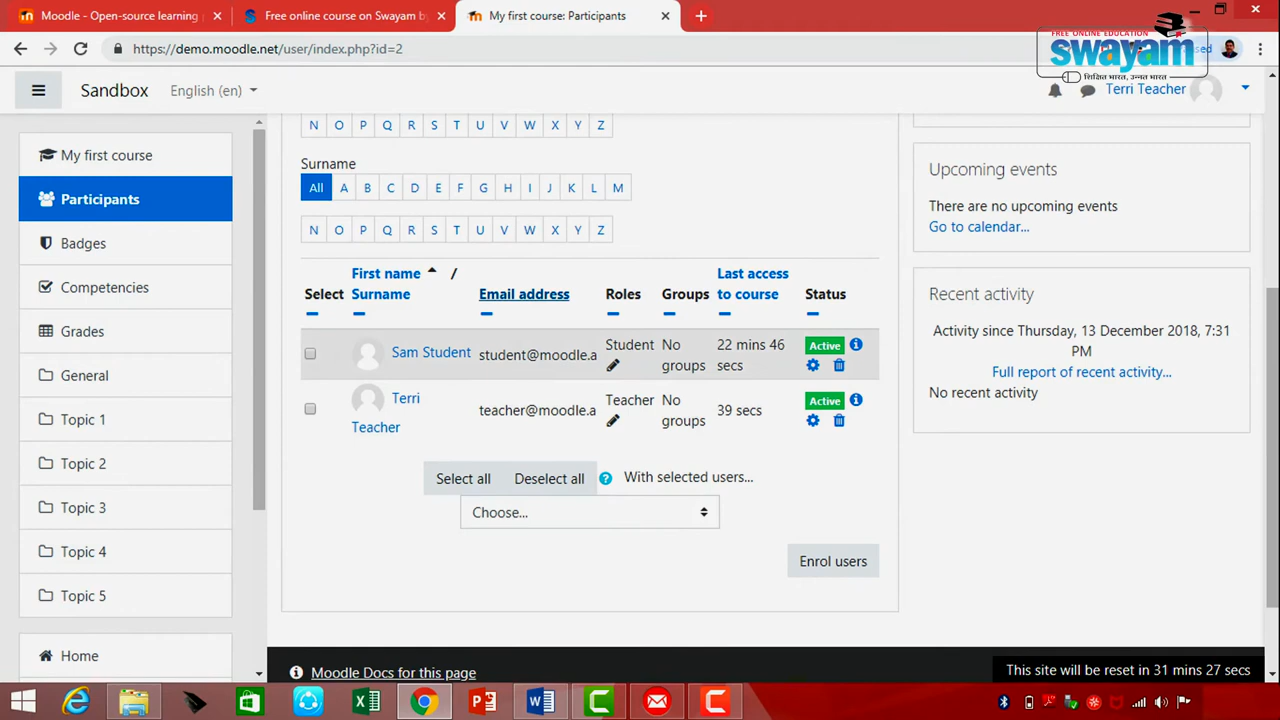 Moodle - Open-source learning
Free online course on Swayam by
My first course: Participants
https://demo.moodle.net/user/index.php?id=2
FREE ONLINE EDUCATION
swayam
शिक्षित भारत, उन्नत भारत
Sandbox
English (en)
Terri Teacher
My first course
Participants
Badges
Competencies
Grades
General
Topic 1
Topic 2
Topic 3
Topic 4
Topic 5
Home
N O P Q R S T U V W X Y Z
Surname
All A B C D E F G H I J K L M
N O P Q R S T U V W X Y Z
Select First name / Surname Email address Roles Groups Last access to course Status
Sam Student student@moodle.a Student No groups 22 mins 46 secs Active
Terri Teacher teacher@moodle.a Teacher No groups 39 secs Active
Select all Deselect all With selected users...
Choose...
Enrol users
Upcoming events
There are no upcoming events
Go to calendar...
Recent activity
Activity since Thursday, 13 December 2018, 7:31
PM
Full report of recent activity...
No recent activity
Moodle Docs for this page
This site will be reset in 31 mins 27 secs